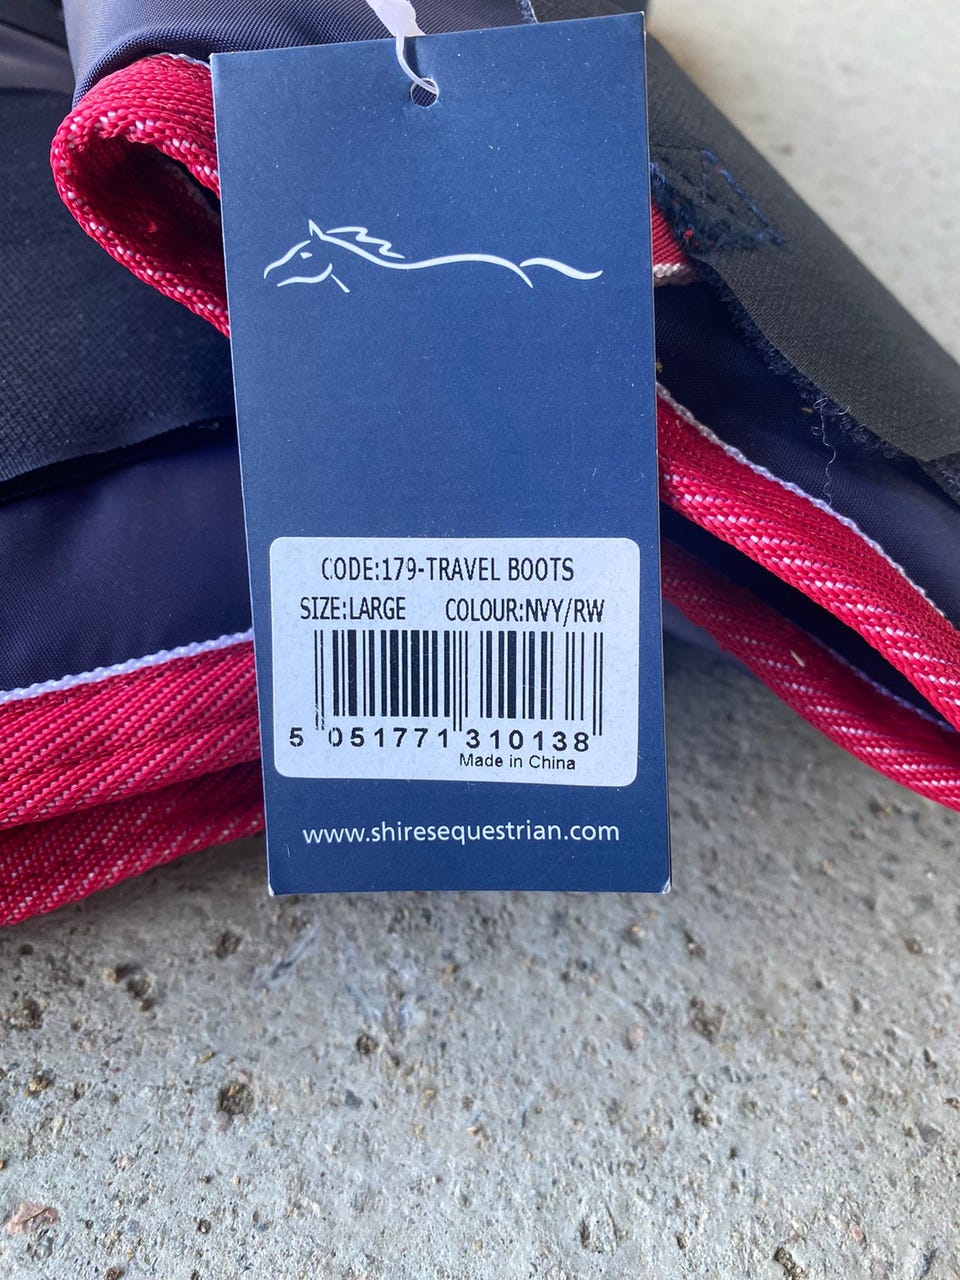 CODE:179-TRAVEL BOOTS
SIZE:LARGE COLOUR:NVY/RW
5 051771 310138
Made in China
www.shiresequestrian.com